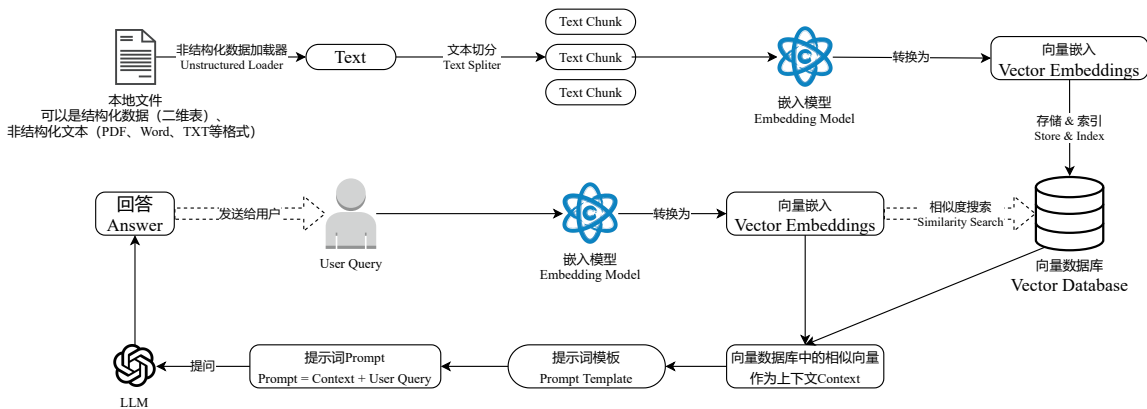 非结构化数据加载器
Unstructured Loader
Text
文本切分
Text Spliter
Text Chunk
Text Chunk
Text Chunk
嵌入模型
Embedding Model
转换为
向量嵌入
Vector Embeddings
本地文件
可以是结构化数据（二维表）、
非结构化文本（PDF、Word、TXT等格式）
存储 & 索引
Store & Index
回答
Answer
发送给用户
User Query
嵌入模型
Embedding Model
转换为
向量嵌入
Vector Embeddings
相似度搜索
Similarity Search
向量数据库
Vector Database
LLM
提问
提示词Prompt
Prompt = Context + User Query
提示词模板
Prompt Template
向量数据库中的相似向量
作为上下文Context